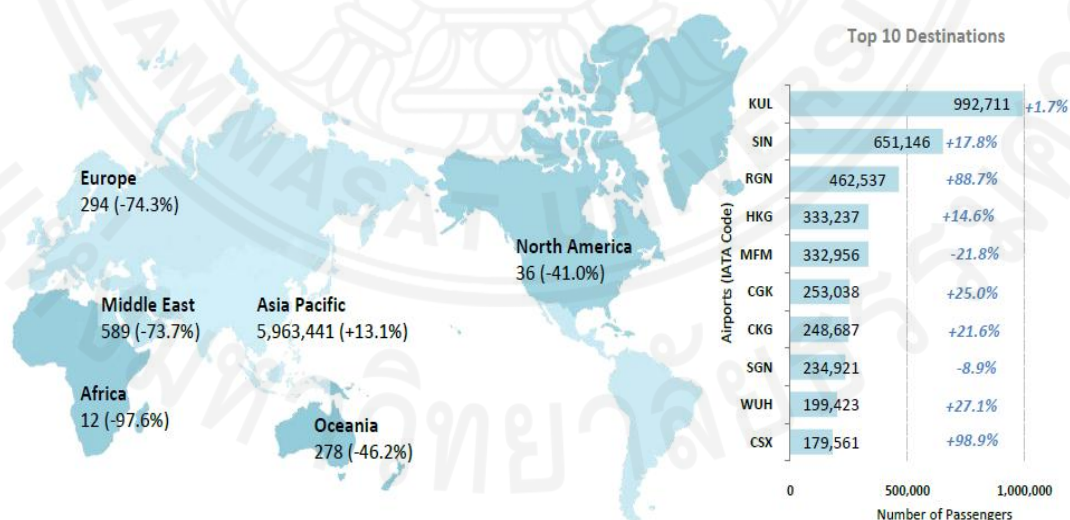 THAMMASAT UNIVERSITY
Top 10 Destinations
Europe
294 (-74.3%)
North America
36 (-41.0%)
Middle East
589 (-73.7%)
Asia Pacific
5,963,441 (+13.1%)
Africa
12 (-97.6%)
Oceania
278 (-46.2%)
Airports (IATA Code)
KUL 992,711 +1.7%
SIN 651,146 +17.8%
RGN 462,537 +88.7%
HKG 333,237 +14.6%
MFM 332,956 -21.8%
CGK 253,038 +25.0%
CKG 248,687 +21.6%
SGN 234,921 -8.9%
WUH 199,423 +27.1%
CSX 179,561 +98.9%
0 500,000 1,000,000
Number of Passengers